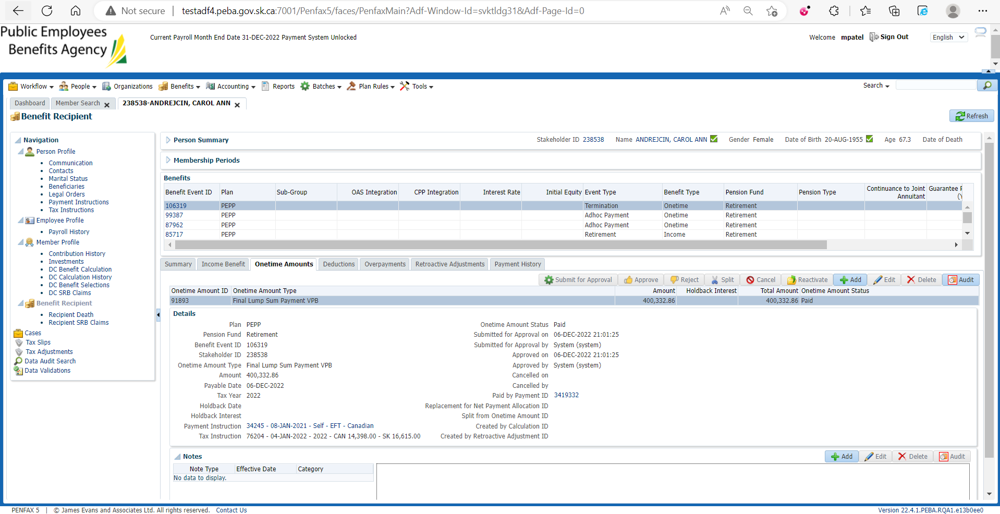 Not secure | testadf4.peba.gov.sk.ca:7001/Penfax5/faces/PenfaxMain?Adf-Window-Id=svktldg31&Adf-Page-Id=0
Public Employees
Benefits Agency
Current Payroll Month End Date 31-DEC-2022 Payment System Unlocked
Welcome mpatel Sign Out English
Workflow People Organizations Benefits Accounting Reports Batches Plan Rules Tools Search
Dashboard Member Search 238538-ANDREJCIN, CAROL ANN
Benefit Recipient
Refresh
Navigation
Person Profile
Communication
Contacts
Marital Status
Beneficiaries
Legal Orders
Payment Instructions
Tax Instructions
Employee Profile
Payroll History
Member Profile
Contribution History
Investments
DC Benefit Calculation
DC Calculation History
DC Benefit Selections
DC SRB Claims
Benefit Recipient
Recipient Death
Recipient SRB Claims
Cases
Tax Slips
Tax Adjustments
Data Audit Search
Data Validations
Person Summary Stakeholder ID 238538 Name ANDREJCIN, CAROL ANN Gender Female Date of Birth 20-AUG-1955 Age 67.3 Date of Death
Membership Periods
Benefits
Benefit Event ID Plan Sub-Group OAS Integration CPP Integration Interest Rate Initial Equity Event Type Benefit Type Pension Fund Pension Type Continuance to Joint Annuitant Guarantee P (Y
106319 PEPP Termination Onetime Retirement
99387 PEPP Adhoc Payment Onetime Retirement
87962 PEPP Adhoc Payment Onetime Retirement
85717 PEPP Retirement Income Retirement
Summary Income Benefit Onetime Amounts Deductions Overpayments Retroactive Adjustments Payment History
Submit for Approval Approve Reject Split Cancel Reactivate Add Edit Delete Audit
Onetime Amount ID Onetime Amount Type Amount Holdback Interest Total Amount Onetime Amount Status
91893 Final Lump Sum Payment VPB 400,332.86 400,332.86 Paid
Details
Plan PEPP
Pension Fund Retirement
Benefit Event ID 106319
Stakeholder ID 238538
Onetime Amount Type Final Lump Sum Payment VPB
Amount 400,332.86
Payable Date 06-DEC-2022
Tax Year 2022
Holdback Date
Holdback Interest
Payment Instruction 34245 - 08-JAN-2021 - Self - EFT - Canadian
Tax Instruction 76204 - 04-JAN-2022 - 2022 - CAN 14,398.00 - SK 16,615.00
Onetime Amount Status Paid
Submitted for Approval on 06-DEC-2022 21:01:25
Submitted for Approval by System (system)
Approved on 06-DEC-2022 21:01:25
Approved by System (system)
Cancelled on
Cancelled by
Paid by Payment ID 3419332
Replacement for Net Payment Allocation ID
Split from Onetime Amount ID
Created by Calculation ID
Created by Retroactive Adjustment ID
Notes
Add Edit Delete Audit
Note Type Effective Date Category
No data to display.
PENFAX 5 | © James Evans and Associates Ltd. All rights reserved. Contact Us
Version 22.4.1.PEBA.RQA1.e13b0ee0